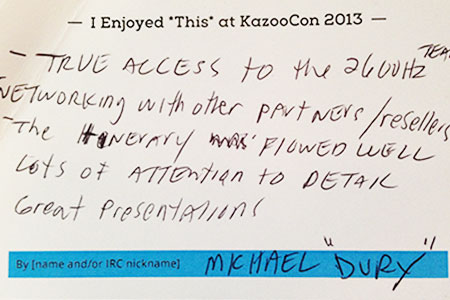 — I Enjoyed *This* at KazooCon 2013 —
- TRUE ACCESS to the 2600Hz TEAM
NETWORKING with other partners/resellers
- The Itinerary was FLOWED WELL
Lots of ATTENTION to DETAIL
Great Presentations
By [name and/or IRC nickname] MICHAEL "DURY"